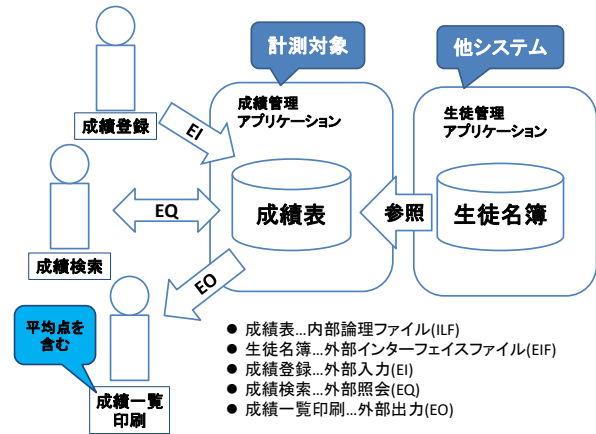 計測対象
他システム
成績管理
アプリケーション
生徒管理
アプリケーション
成績登録
EI
成績表
参照
生徒名簿
EQ
成績検索
EO
平均点を
含む
成績一覧
印刷
● 成績表…内部論理ファイル(ILF)
● 生徒名簿…外部インターフェイスファイル(EIF)
● 成績登録…外部入力(EI)
● 成績検索…外部照会(EQ)
● 成績一覧印刷…外部出力(EO)